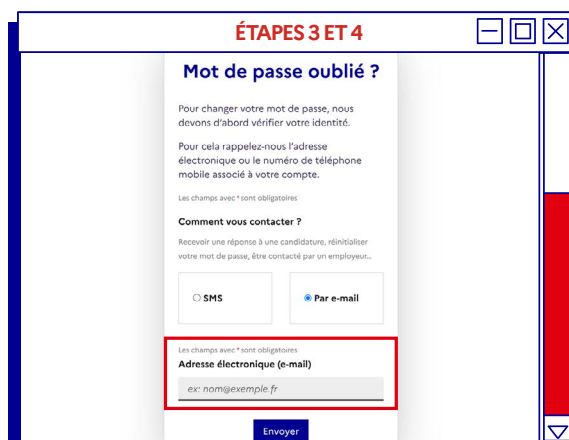 ÉTAPES 3 ET 4
Mot de passe oublié ?
Pour changer votre mot de passe, nous
devons d'abord vérifier votre identité.
Pour cela rappelez-nous l'adresse
électronique ou le numéro de téléphone
mobile associé à votre compte.
Les champs avec * sont obligatoires
Comment vous contacter ?
Recevoir une réponse à une candidature, réinitialiser
votre mot de passe, être contacté par un employeur...
SMS
Par e-mail
Les champs avec * sont obligatoires
Adresse électronique (e-mail)
ex: nom@exemple.fr
Envoyer